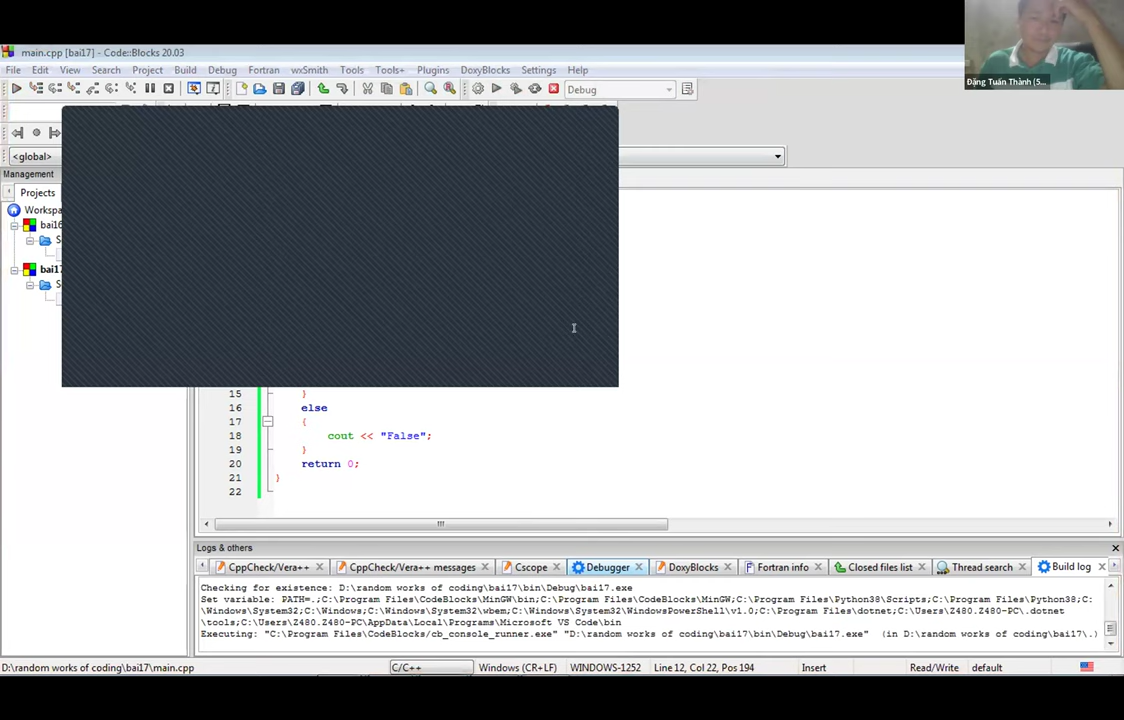 main.cpp [bai17] - Code::Blocks 20.03
Đặng Tuấn Thành (5...
File Edit View Search Project Build Debug Fortran wxSmith Tools Tools+ Plugins DoxyBlocks Settings Help
Debug
<global>
Management
Projects
bai17
15 }
16 else
17 {
18 cout << "False";
19 }
20 return 0;
21 }
22
Logs & others
CppCheck/Vera++ CppCheck/Vera++ messages Cscope Debugger DoxyBlocks Fortran info Closed files list Thread search Build log
Checking for existence: D:\random works of coding\bai17\bin\Debug\bai17.exe
Set variable: PATH=.;C:\Program Files\CodeBlocks\MinGW\bin;C:\Program Files\CodeBlocks\MinGW;C:\Program Files\Python38\Scripts;C:\Program Files\Python38;C:
\Windows\System32;C:\Windows;C:\Windows\System32\wbem;C:\Windows\System32\WindowsPowerShell\v1.0;C:\Program Files\dotnet;C:\Users\Z480.Z480-PC\.dotnet
\tools;C:\Users\Z480.Z480-PC\AppData\Local\Programs\Microsoft VS Code\bin
Executing: "C:\Program Files\CodeBlocks/cb_console_runner.exe" "D:\random works of coding\bai17\bin\Debug\bai17.exe" (in D:\random works of coding\bai17\.)
D:\random works of coding\bai17\main.cpp C/C++ Windows (CR+LF) WINDOWS-1252 Line 12, Col 22, Pos 194 Insert Read/Write default